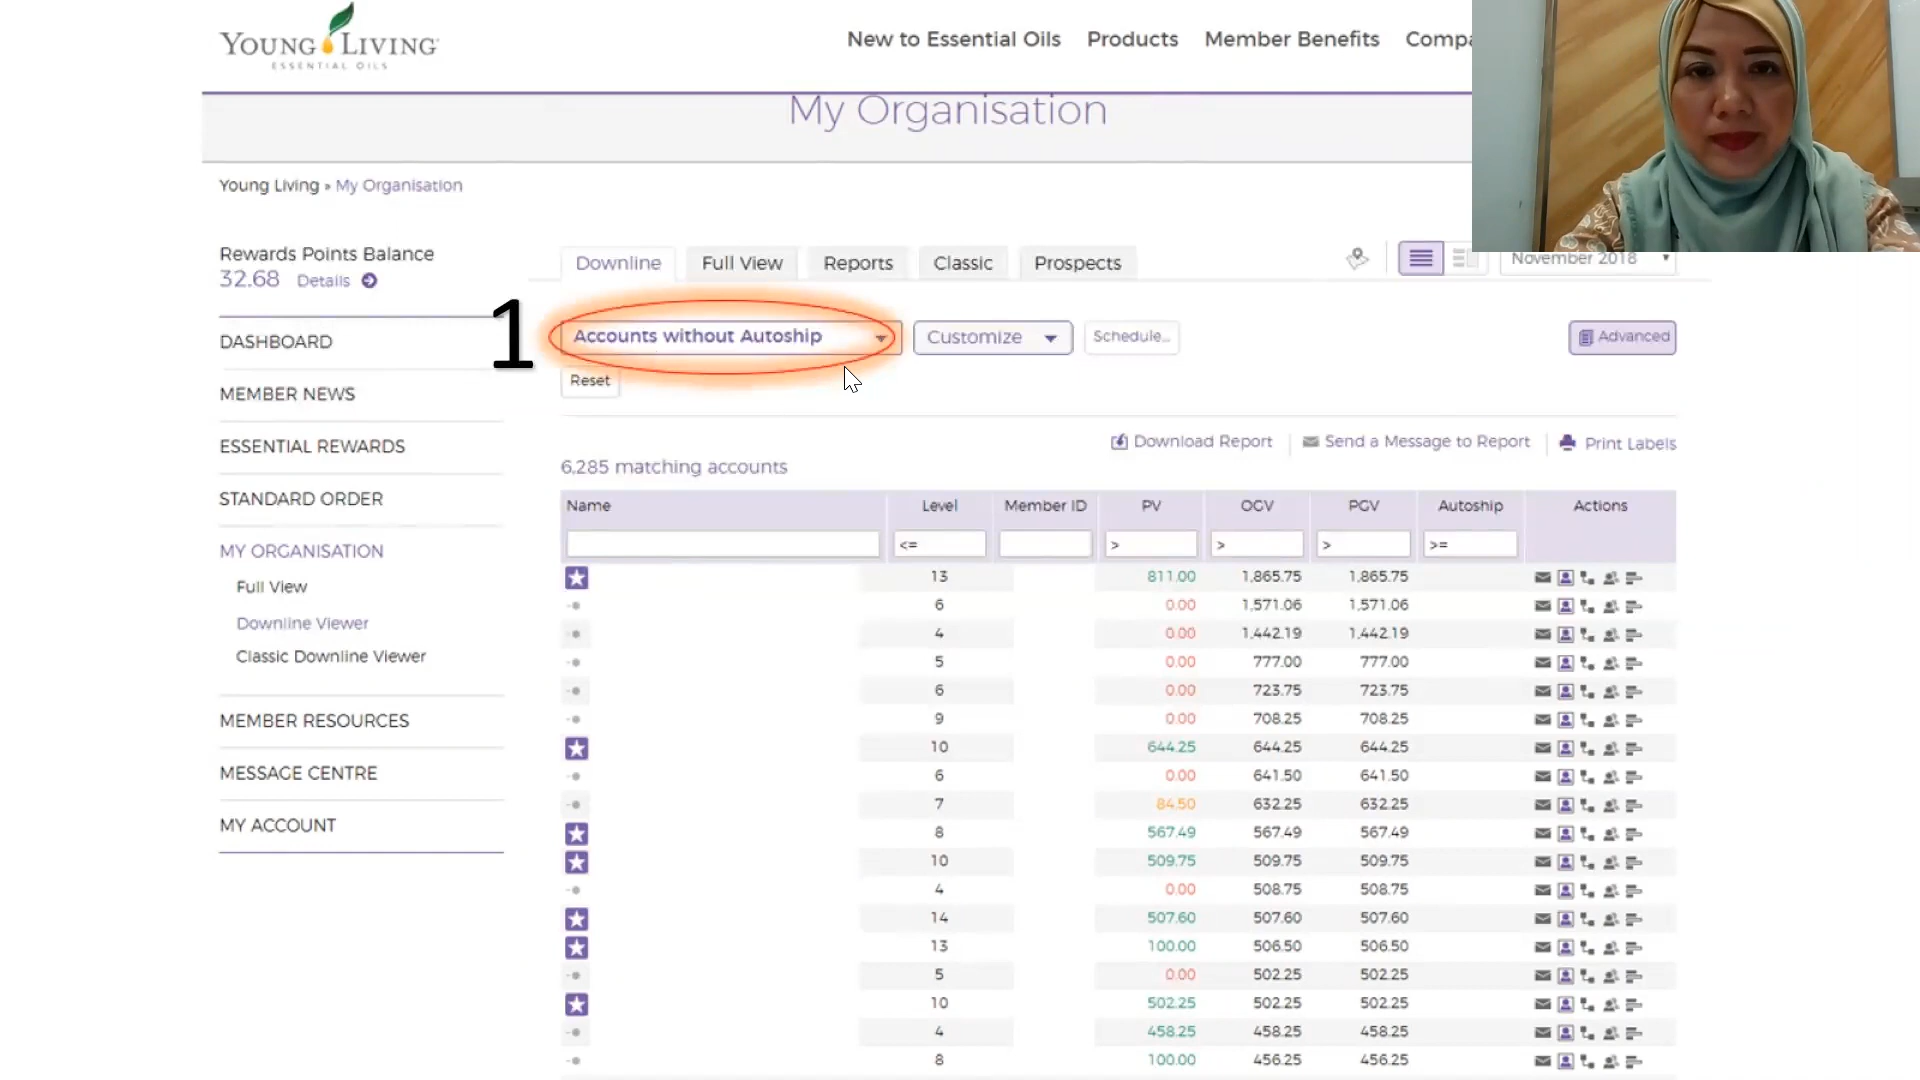 YOUNG LIVING
ESSENTIAL OILS
New to Essential Oils Products Member Benefits Compa
My Organisation
Young Living » My Organisation
Rewards Points Balance
32.68 Details
DASHBOARD
MEMBER NEWS
ESSENTIAL REWARDS
STANDARD ORDER
MY ORGANISATION
Full View
Downline Viewer
Classic Downline Viewer
MEMBER RESOURCES
MESSAGE CENTRE
MY ACCOUNT
Downline Full View Reports Classic Prospects
November 2018
1
Accounts without Autoship Customize Schedule... Advanced
Reset
Download Report Send a Message to Report Print Labels
6,285 matching accounts
Name Level Member ID PV OGV PGV Autoship Actions
<= > > > >=
13 811.00 1,865.75 1,865.75
6 0.00 1,571.06 1,571.06
4 0.00 1,442.19 1,442.19
5 0.00 777.00 777.00
6 0.00 723.75 723.75
9 0.00 708.25 708.25
10 644.25 644.25 644.25
6 0.00 641.50 641.50
7 84.50 632.25 632.25
8 567.49 567.49 567.49
10 509.75 509.75 509.75
4 0.00 508.75 508.75
14 507.60 507.60 507.60
13 100.00 506.50 506.50
5 0.00 502.25 502.25
10 502.25 502.25 502.25
4 458.25 458.25 458.25
8 100.00 456.25 456.25